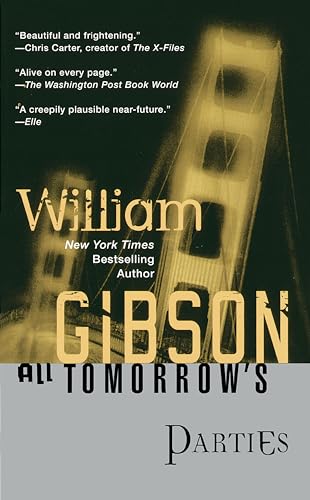 "Beautiful and frightening."
—Chris Carter, creator of The X-Files
"Alive on every page."
—The Washington Post Book World
"A creepily plausible near-future."
—Elle
William
New York Times
Bestselling
Author
GIBSON
All TOMORROW'S
PARTIES